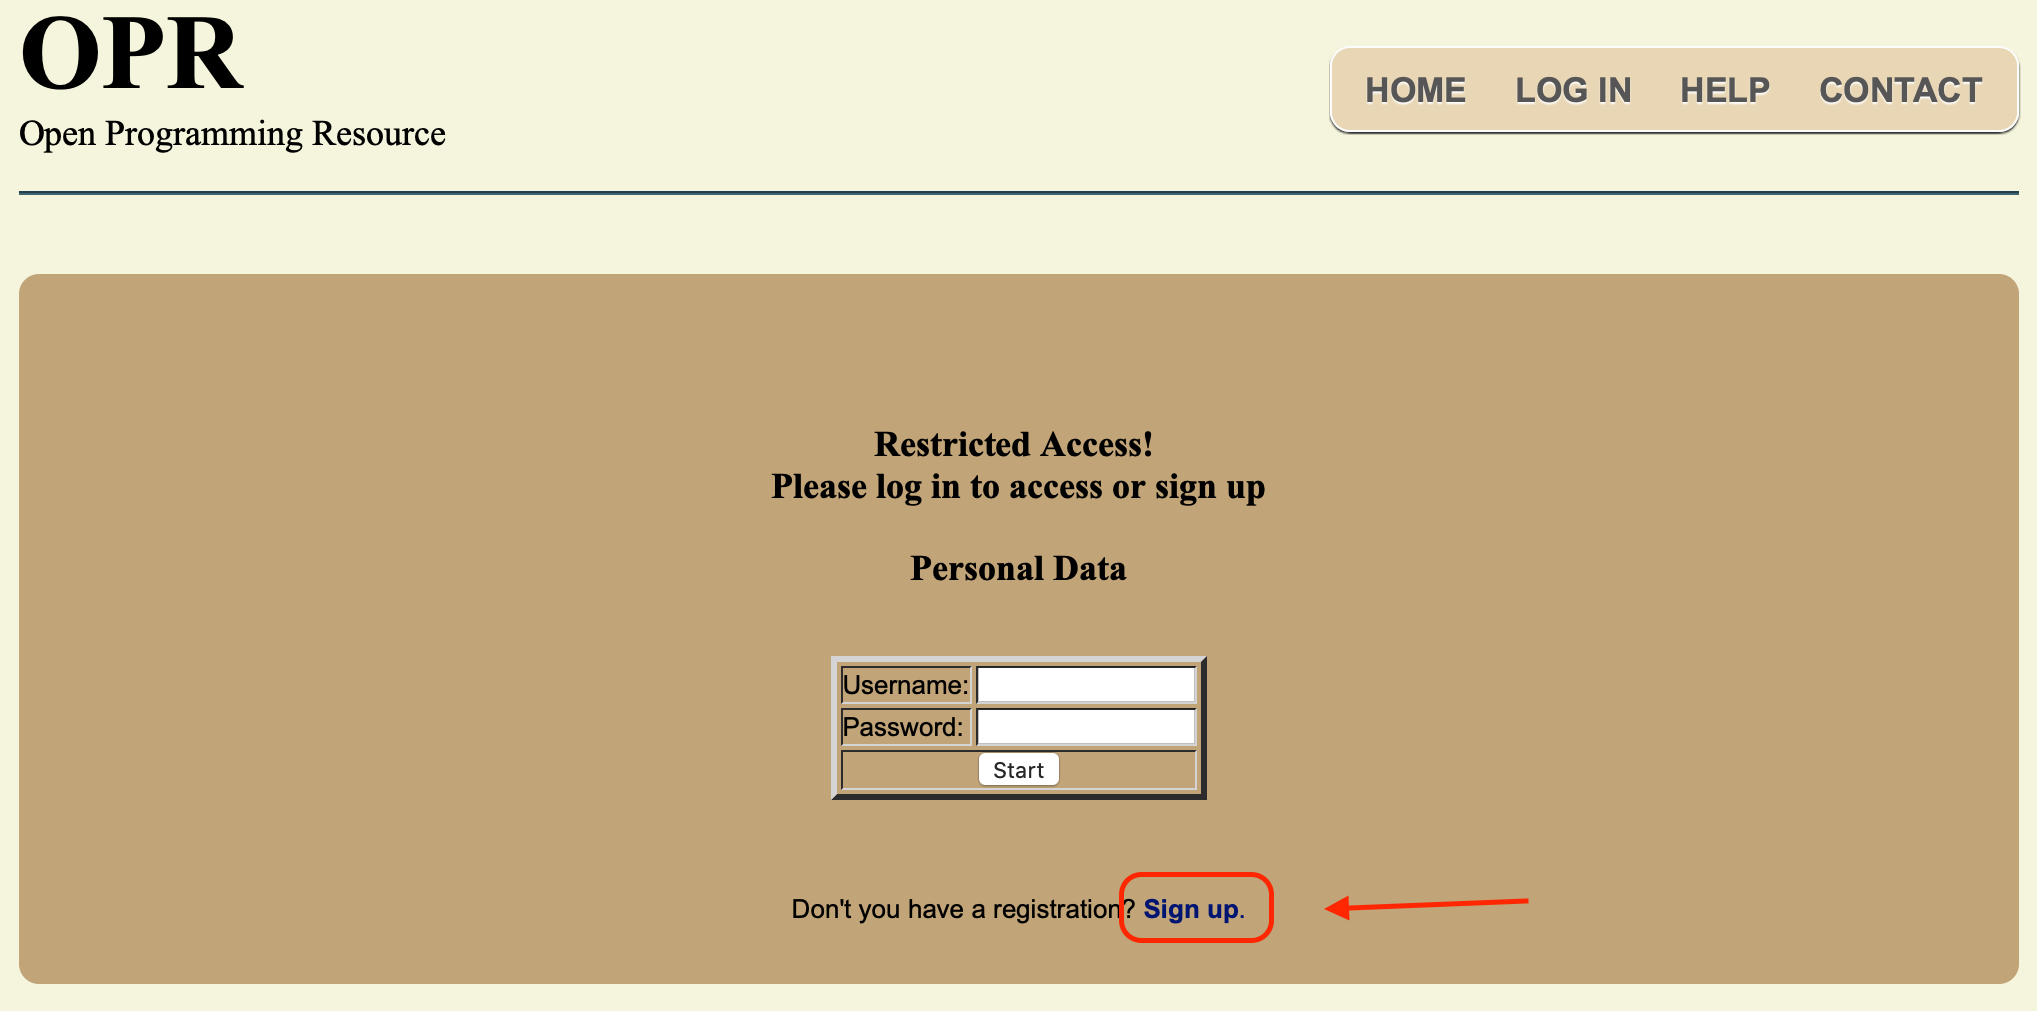 OPR
Open Programming Resource
HOME LOG IN HELP CONTACT
Restricted Access!
Please log in to access or sign up
Personal Data
Username:
Password:
Start
Don't you have a registration? Sign up.